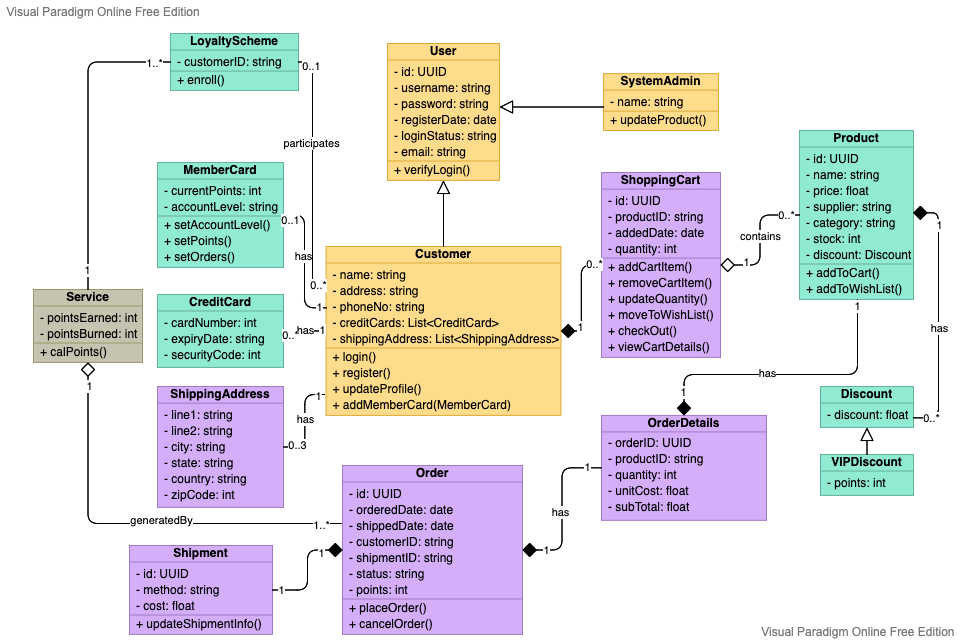 Visual Paradigm Online Free Edition
LoyaltyScheme
- customerID: string
+ enroll()
1..*
0..1
participates
User
- id: UUID
- username: string
- password: string
- registerDate: date
- loginStatus: string
- email: string
+ verifyLogin()
SystemAdmin
- name: string
+ updateProduct()
Product
- id: UUID
- name: string
- price: float
- supplier: string
- category: string
- stock: int
- discount: Discount
+ addToCart()
+ addToWishList()
MemberCard
- currentPoints: int
- accountLevel: string
+ setAccountLevel()
+ setPoints()
+ setOrders()
0..1
has
0..*
1
ShoppingCart
- id: UUID
- productID: string
- addedDate: date
- quantity: int
+ addCartItem()
+ removeCartItem()
+ updateQuantity()
+ moveToWishList()
+ checkOut()
+ viewCartDetails()
0..*
1
1
contains
0..*
1
has
0..*
Customer
- name: string
- address: string
- phoneNo: string
- creditCards: List<CreditCard>
- shippingAddress: List<ShippingAddress>
+ login()
+ register()
+ updateProfile()
+ addMemberCard(MemberCard)
1
Service
- pointsEarned: int
- pointsBurned: int
+ calPoints()
1
CreditCard
- cardNumber: int
- expiryDate: string
- securityCode: int
0..*
has
1
ShippingAddress
- line1: string
- line2: string
- city: string
- state: string
- country: string
- zipCode: int
1
has
0..3
1
has
1
Discount
- discount: float
VIPDiscount
- points: int
OrderDetails
- orderID: UUID
- productID: string
- quantity: int
- unitCost: float
- subTotal: float
1
has
1
Order
- id: UUID
- orderedDate: date
- shippedDate: date
- customerID: string
- shipmentID: string
- status: string
- points: int
+ placeOrder()
+ cancelOrder()
generatedBy
1..*
1
1
Shipment
- id: UUID
- method: string
- cost: float
+ updateShipmentInfo()
Visual Paradigm Online Free Edition